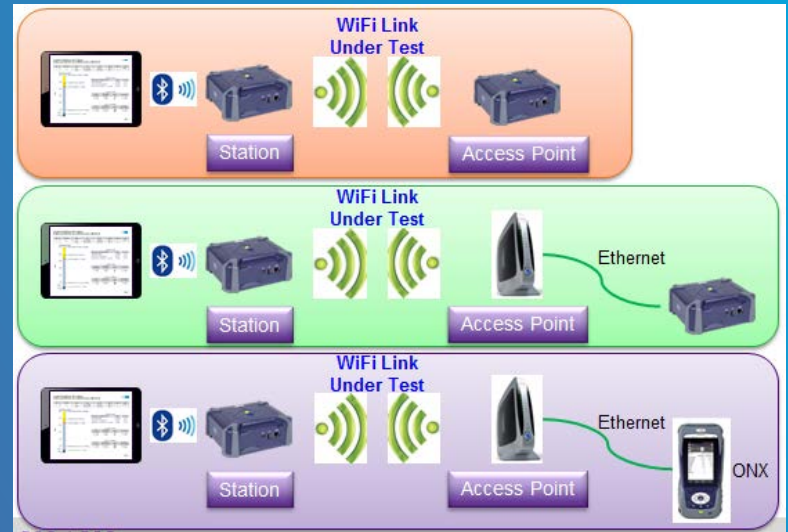 WiFi Link
Under Test
Station
Access Point
WiFi Link
Under Test
Ethernet
Station
Access Point
WiFi Link
Under Test
Ethernet
ONX
Station
Access Point